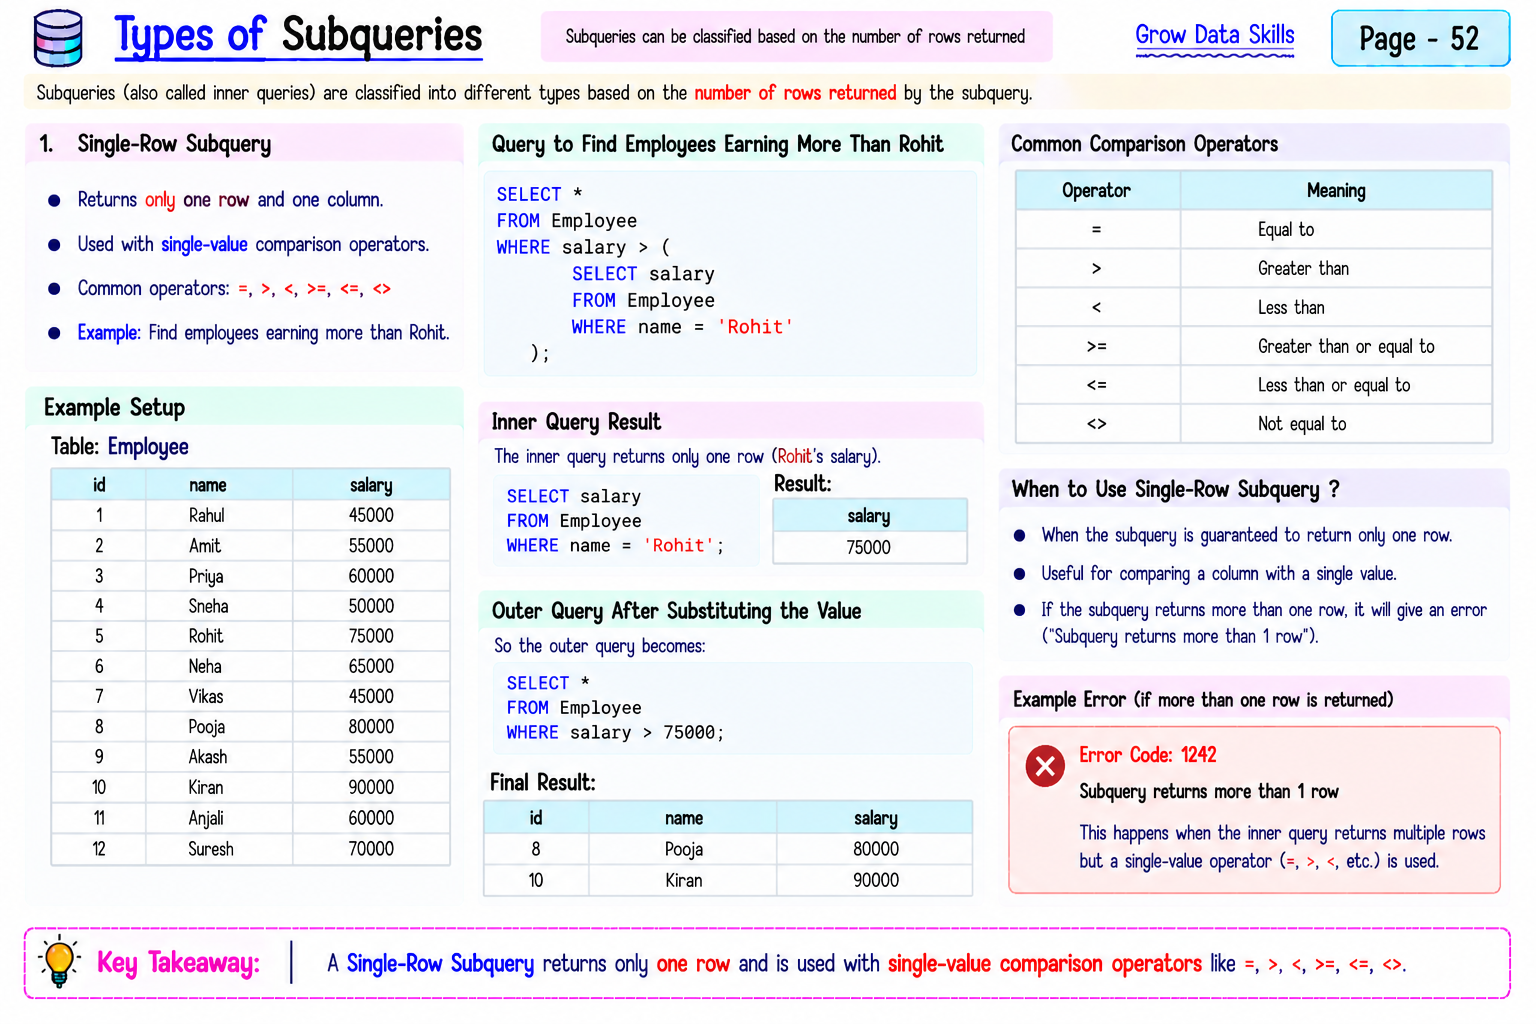 Types of Subqueries
Subqueries can be classified based on the number of rows returned
Grow Data Skills
Page - 52
Subqueries (also called inner queries) are classified into different types based on the number of rows returned by the subquery.
1. Single-Row Subquery
Returns only one row and one column.
Used with single-value comparison operators.
Common operators: =, >, <, >=, <=, <>
Example: Find employees earning more than Rohit.
Example Setup
Table: Employee
id name salary
1 Rahul 45000
2 Amit 55000
3 Priya 60000
4 Sneha 50000
5 Rohit 75000
6 Neha 65000
7 Vikas 45000
8 Pooja 80000
9 Akash 55000
10 Kiran 90000
11 Anjali 60000
12 Suresh 70000
Query to Find Employees Earning More Than Rohit
SELECT *
FROM Employee
WHERE salary > (
SELECT salary
FROM Employee
WHERE name = 'Rohit'
);
Inner Query Result
The inner query returns only one row (Rohit's salary).
SELECT salary
FROM Employee
WHERE name = 'Rohit';
Result:
salary
75000
Outer Query After Substituting the Value
So the outer query becomes:
SELECT *
FROM Employee
WHERE salary > 75000;
Final Result:
id name salary
8 Pooja 80000
10 Kiran 90000
Common Comparison Operators
Operator Meaning
= Equal to
> Greater than
< Less than
>= Greater than or equal to
<= Less than or equal to
<> Not equal to
When to Use Single-Row Subquery ?
When the subquery is guaranteed to return only one row.
Useful for comparing a column with a single value.
If the subquery returns more than one row, it will give an error
("Subquery returns more than 1 row").
Example Error (if more than one row is returned)
Error Code: 1242
Subquery returns more than 1 row
This happens when the inner query returns multiple rows
but a single-value operator (=, >, <, etc.) is used.
Key Takeaway:
A Single-Row Subquery returns only one row and is used with single-value comparison operators like =, >, <, >=, <=, <>.